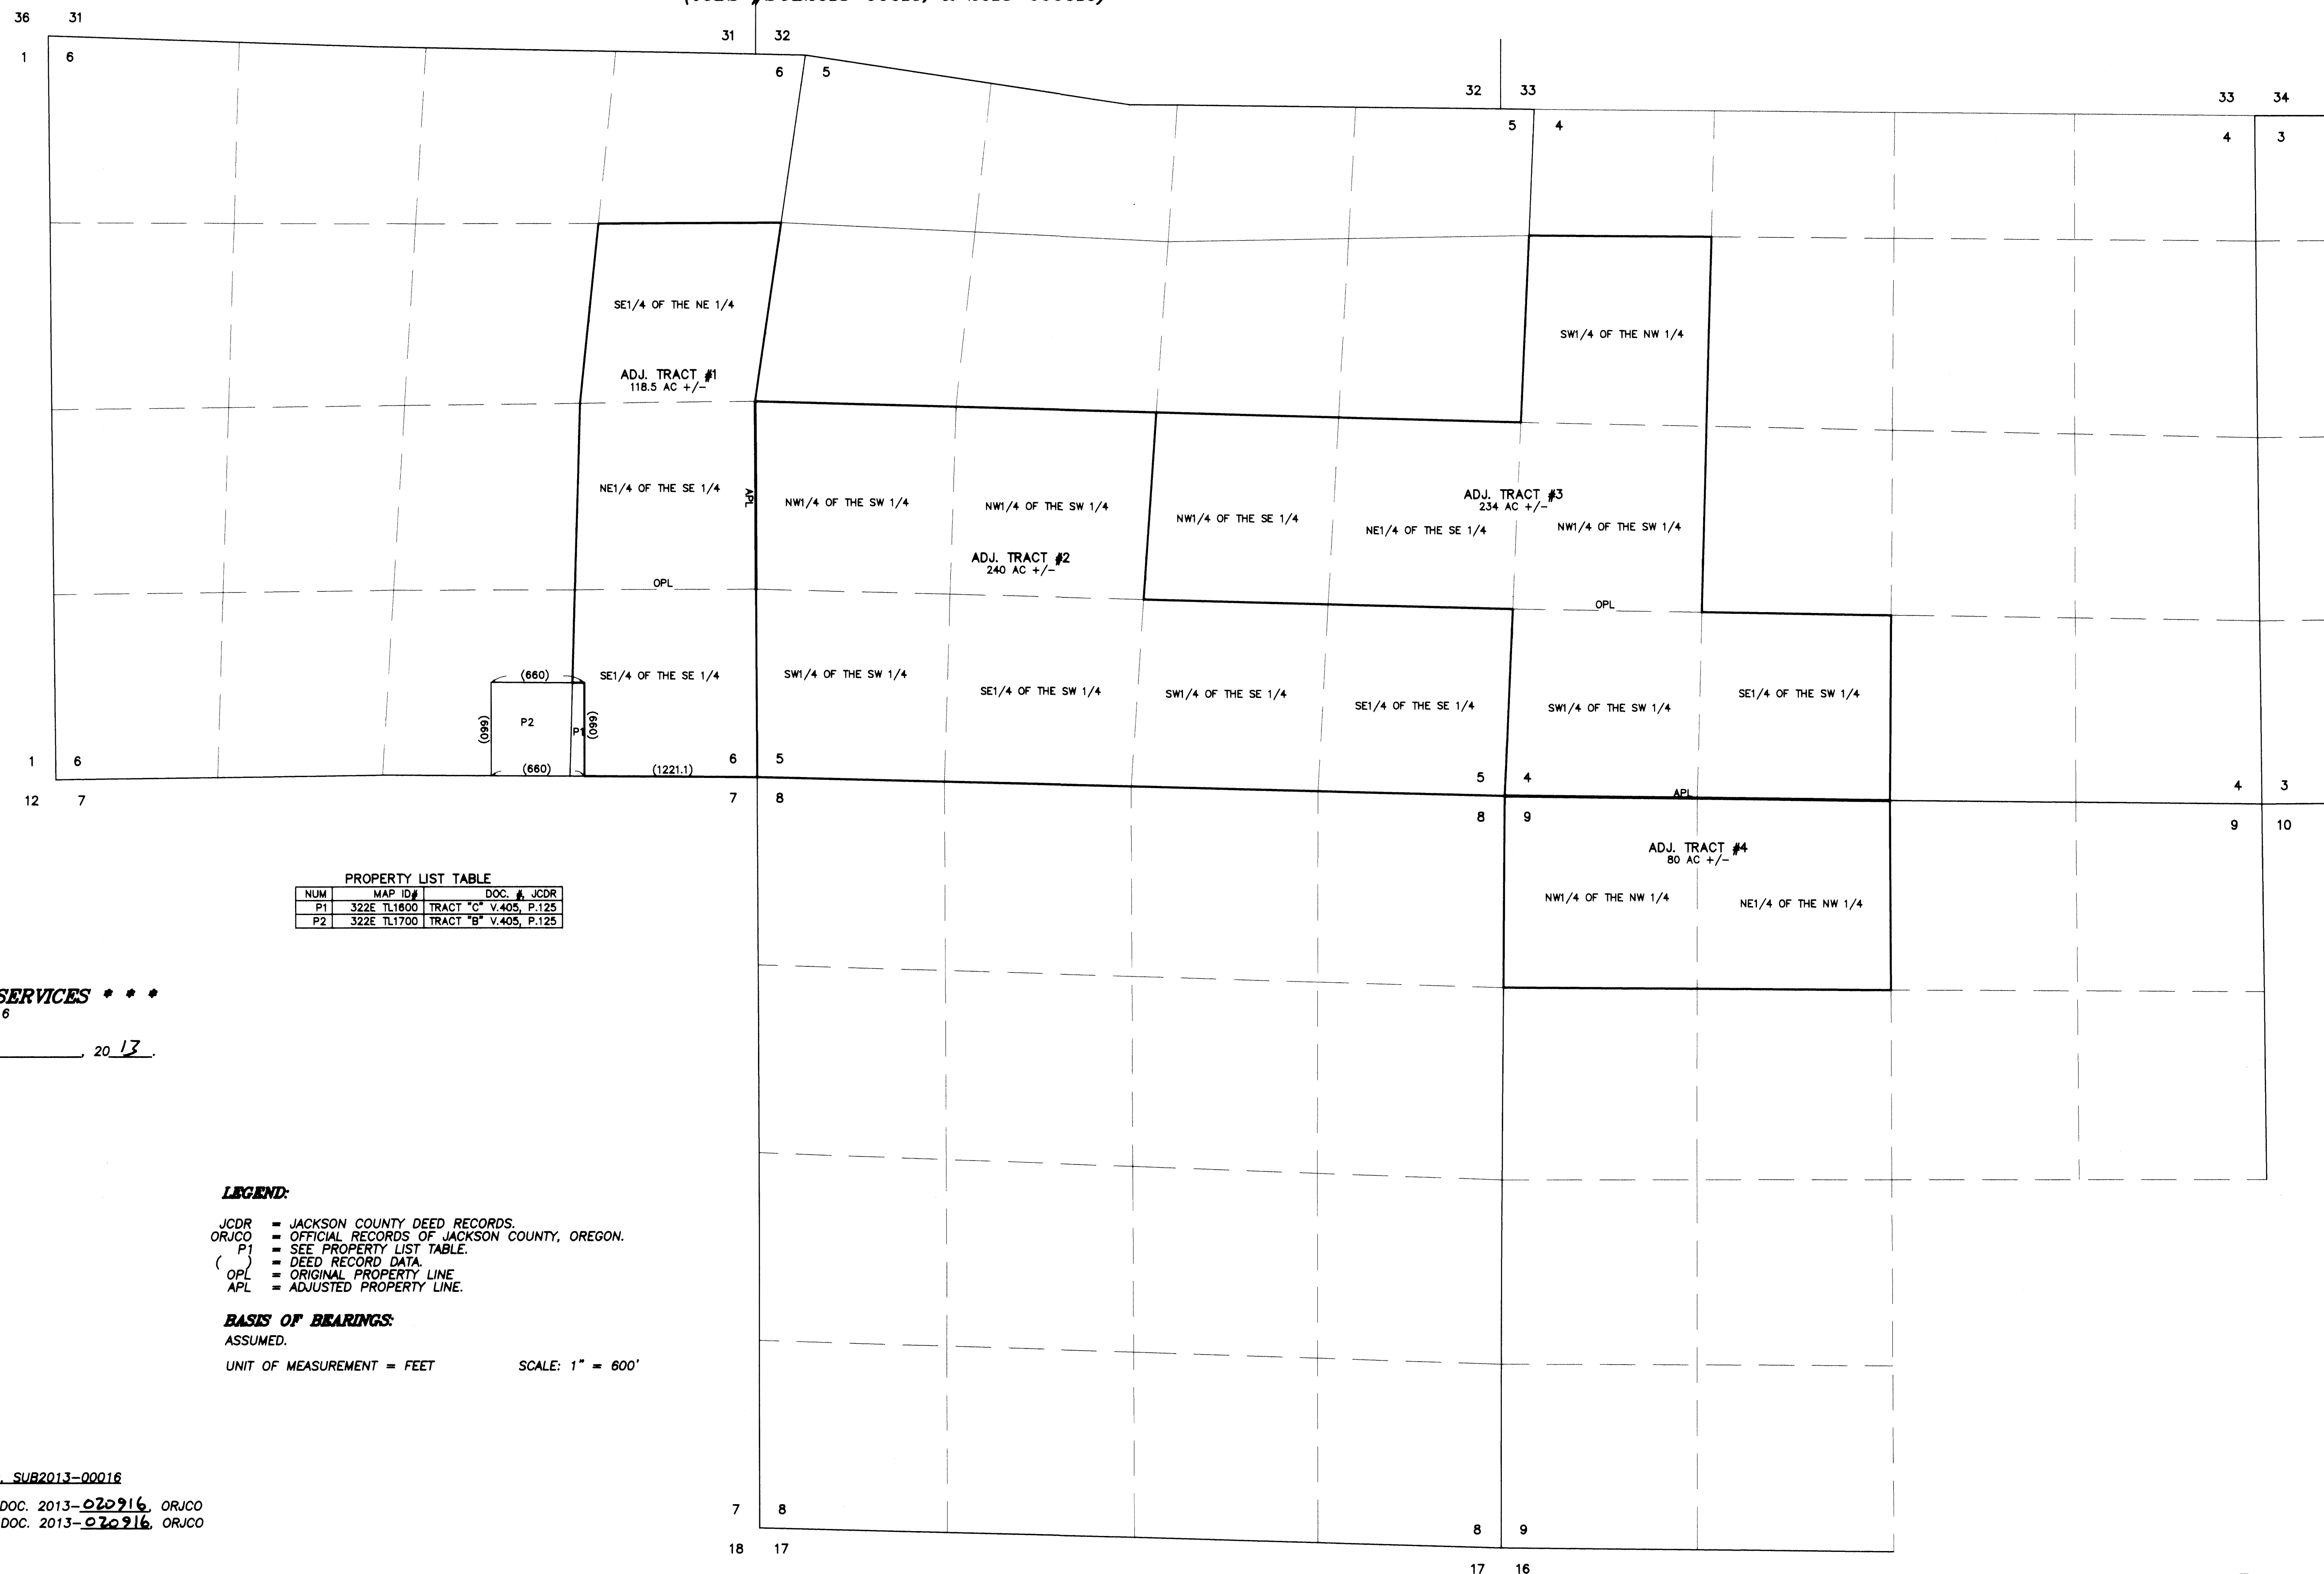 36 31
31 32
1 6
6 5
32 33
33 34
5 4
4 3
SE1/4 OF THE NE 1/4
SW1/4 OF THE NW 1/4
ADJ. TRACT #1
118.5 AC +/-
NE1/4 OF THE SE 1/4
APL
NW1/4 OF THE SW 1/4
NW1/4 OF THE SW 1/4
NW1/4 OF THE SE 1/4
NE1/4 OF THE SE 1/4
ADJ. TRACT #3
234 AC +/-
NW1/4 OF THE SW 1/4
ADJ. TRACT #2
240 AC +/-
OPL
OPL
(660)
SE1/4 OF THE SE 1/4
SW1/4 OF THE SW 1/4
SE1/4 OF THE SW 1/4
SW1/4 OF THE SE 1/4
SE1/4 OF THE SE 1/4
SW1/4 OF THE SW 1/4
SE1/4 OF THE SW 1/4
(660)
P2
P1
(660)
(660)
(1221.1)
1 6
6 5
5 4
4 3
12 7
7 8
APL
8 9
9 10
ADJ. TRACT #4
80 AC +/-
NW1/4 OF THE NW 1/4
NE1/4 OF THE NW 1/4
PROPERTY LIST TABLE
NUM MAP ID# DOC. #, JCDR
P1 322E TL1600 TRACT "C" V.405, P.125
P2 322E TL1700 TRACT "B" V.405, P.125
SERVICES * * *
6
, 20 13.
LEGEND:
JCDR = JACKSON COUNTY DEED RECORDS.
ORJCO = OFFICIAL RECORDS OF JACKSON COUNTY, OREGON.
P1 = SEE PROPERTY LIST TABLE.
( ) = DEED RECORD DATA.
OPL = ORIGINAL PROPERTY LINE
APL = ADJUSTED PROPERTY LINE.
BASIS OF BEARINGS:
ASSUMED.
UNIT OF MEASUREMENT = FEET SCALE: 1" = 600'
. SUB2013-00016
DOC. 2013-020916, ORJCO
DOC. 2013-020916, ORJCO
7 8
8 9
18 17
17 16